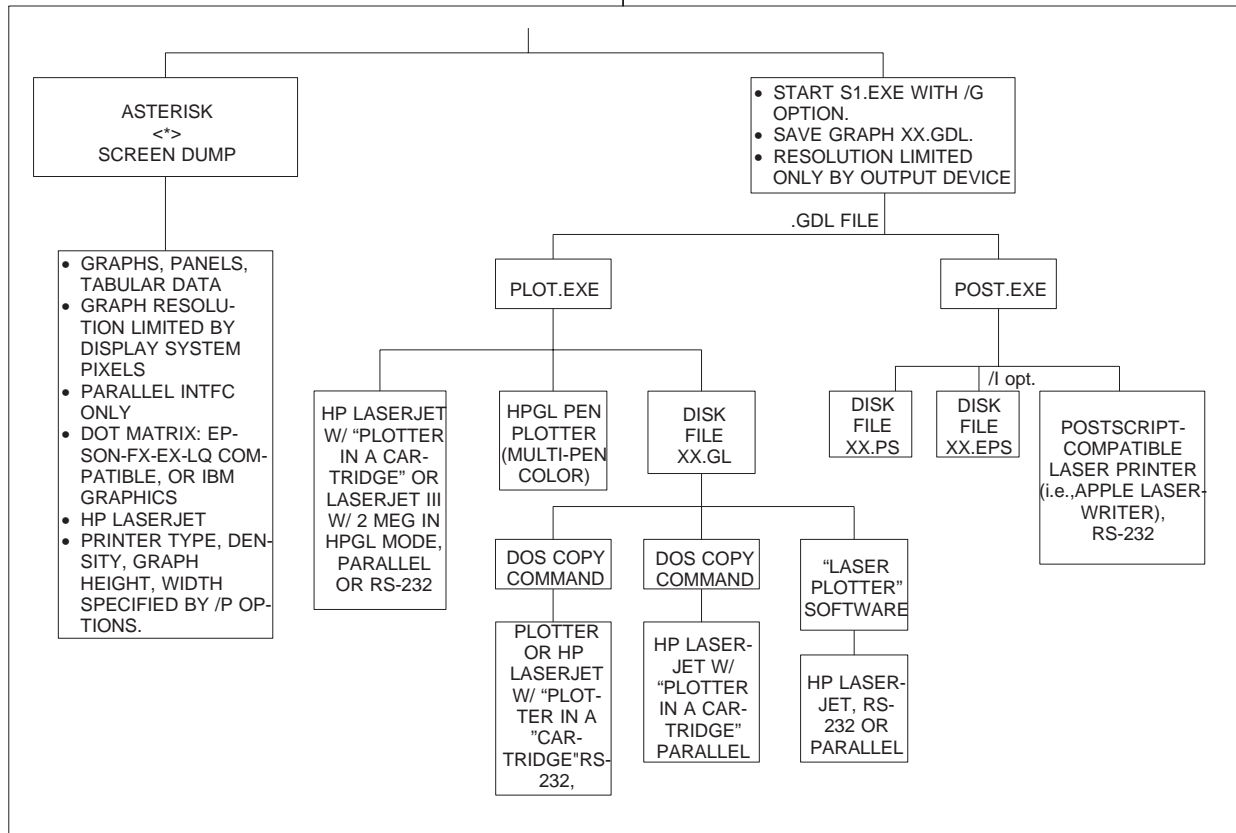 ASTERISK
<*>
SCREEN DUMP
• GRAPHS, PANELS,
TABULAR DATA
• GRAPH RESOLU-
TION LIMITED BY
DISPLAY SYSTEM
PIXELS
• PARALLEL INTFC
ONLY
• DOT MATRIX: EP-
SON-FX-EX-LQ COM-
PATIBLE, OR IBM
GRAPHICS
• HP LASERJET
• PRINTER TYPE, DEN-
SITY, GRAPH
HEIGHT, WIDTH
SPECIFIED BY /P OP-
TIONS.
• START S1.EXE WITH /G
OPTION.
• SAVE GRAPH XX.GDL.
• RESOLUTION LIMITED
ONLY BY OUTPUT DEVICE
.GDL FILE
PLOT.EXE
HP LASERJET
W/ “PLOTTER
IN A CAR-
TRIDGE” OR
LASERJET III
W/ 2 MEG IN
HPGL MODE,
PARALLEL
OR RS-232
HPGL PEN
PLOTTER
(MULTI-PEN
COLOR)
DISK
FILE
XX.GL
DOS COPY
COMMAND
PLOTTER
OR HP
LASERJET
W/ “PLOT-
TER IN A
”CAR-
TRIDGE"RS-
232,
DOS COPY
COMMAND
HP LASER-
JET W/
“PLOTTER
IN A CAR-
TRIDGE”
PARALLEL
“LASER
PLOTTER”
SOFTWARE
HP LASER-
JET, RS-
232 OR
PARALLEL
POST.EXE
/I opt.
DISK
FILE
XX.PS
DISK
FILE
XX.EPS
POSTSCRIPT-
COMPATIBLE
LASER PRINTER
(i.e.,APPLE LASER-
WRITER),
RS-232